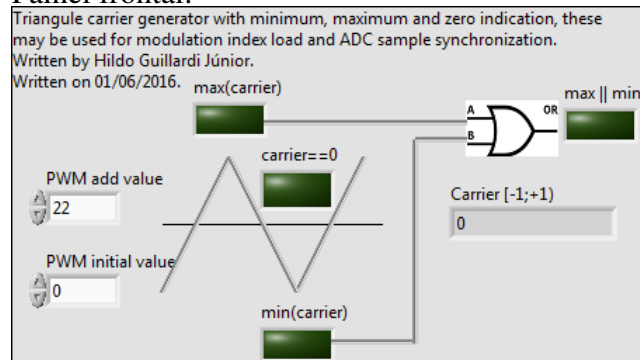 Painel frontal:
Triangule carrier generator with minimum, maximum and zero indication, these
may be used for modulation index load and ADC sample synchronization.
Written by Hildo Guillardi Júnior.
Written on 01/06/2016.
max(carrier)
A
B
OR
max || min
carrier==0
PWM add value
22
Carrier [-1;+1)
0
PWM initial value
0
min(carrier)